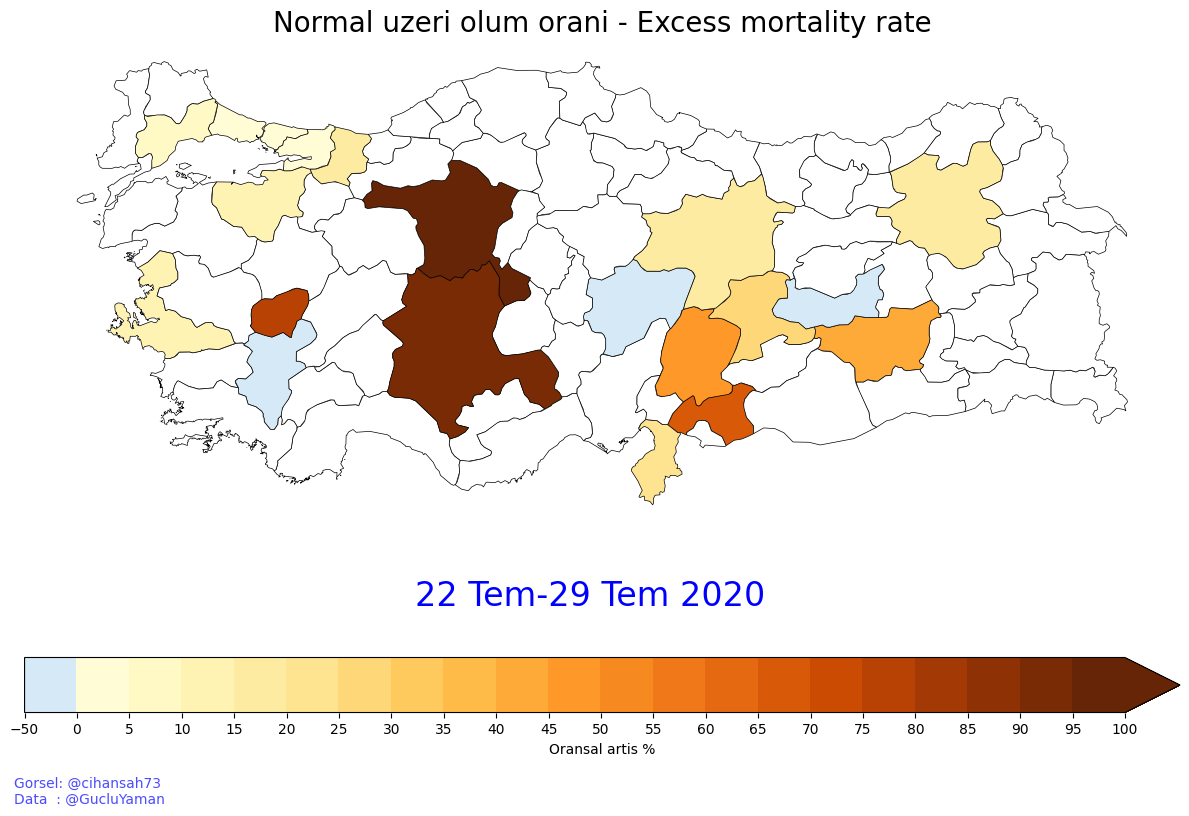 Normal uzeri olum orani - Excess mortality rate
22 Tem-29 Tem 2020
−50 0 5 10 15 20 25 30 35 40 45 50 55 60 65 70 75 80 85 90 95 100
Oransal artis %
Gorsel: @cihansah73
Data  : @GucluYaman